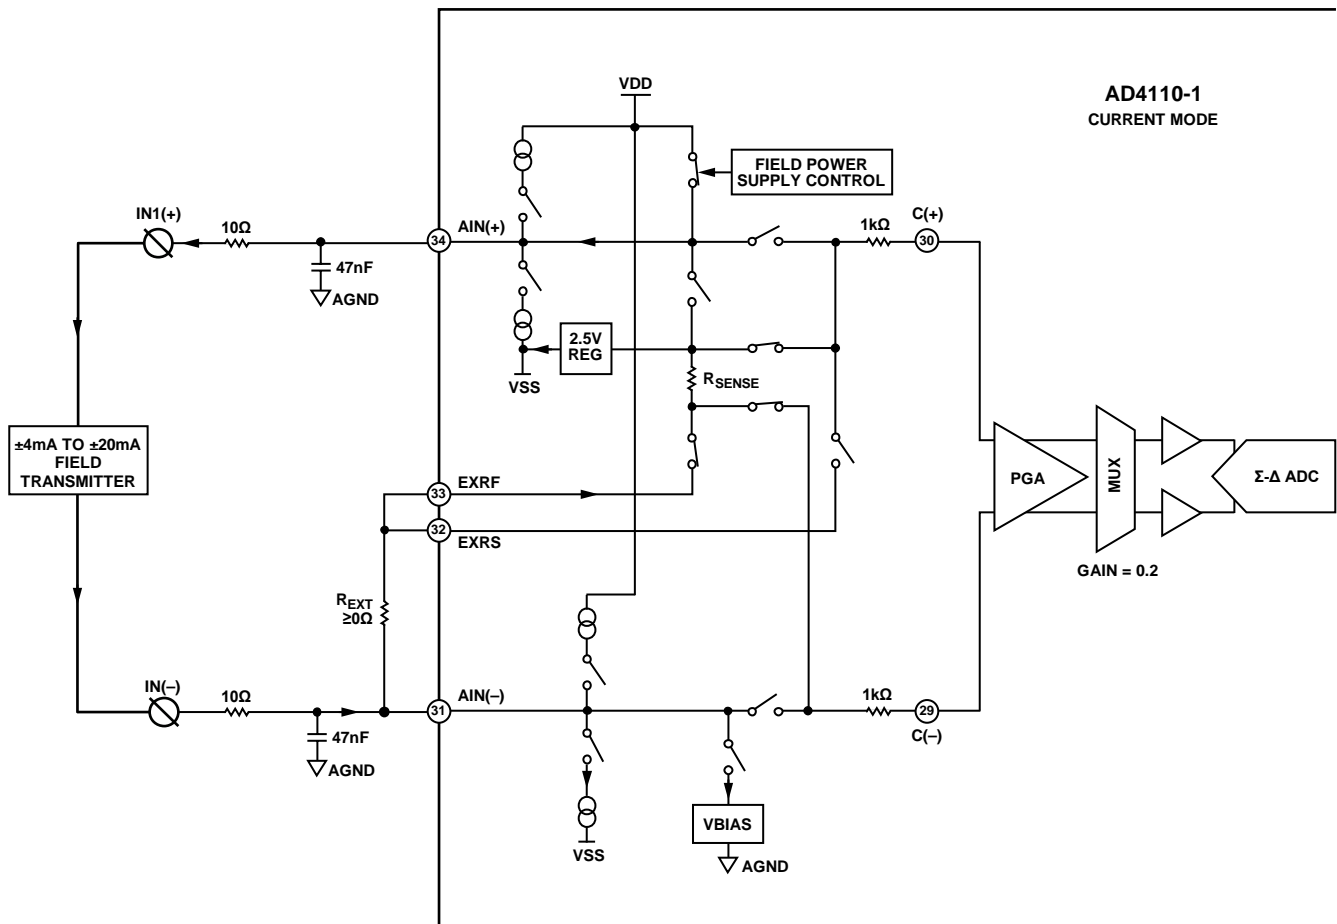 AD4110-1
CURRENT MODE
VDD
FIELD POWER
SUPPLY CONTROL
IN1(+)
10Ω
34
AIN(+)
1kΩ
C(+)
30
47nF
AGND
2.5V
REG
VSS
RSENSE
±4mA TO ±20mA
FIELD
TRANSMITTER
33
EXRF
32
EXRS
PGA
MUX
Σ-Δ ADC
GAIN = 0.2
REXT
≥0Ω
IN(–)
10Ω
31
AIN(–)
1kΩ
29
C(–)
47nF
AGND
VBIAS
VSS
AGND